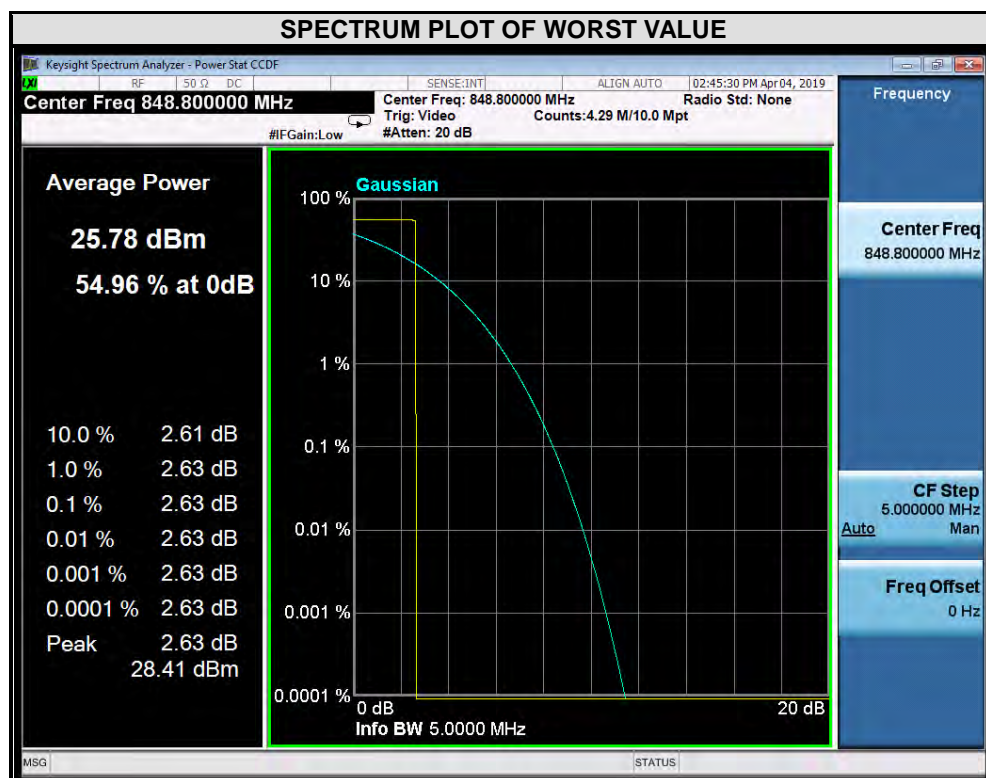 SPECTRUM PLOT OF WORST VALUE
Keysight Spectrum Analyzer - Power Stat CCDF
LXI RF 50 Ω DC SENSE:INT ALIGN AUTO 02:45:30 PM Apr 04, 2019
Center Freq 848.800000 MHz
#IFGain:Low
Center Freq: 848.800000 MHz Radio Std: None
Trig: Video Counts:4.29 M/10.0 Mpt
#Atten: 20 dB
Average Power
25.78 dBm
54.96 % at 0dB
10.0 % 2.61 dB
1.0 % 2.63 dB
0.1 % 2.63 dB
0.01 % 2.63 dB
0.001 % 2.63 dB
0.0001 % 2.63 dB
Peak 2.63 dB
28.41 dBm
Gaussian
100 %
10 %
1 %
0.1 %
0.01 %
0.001 %
0.0001 %
0 dB 20 dB
Info BW 5.0000 MHz
Frequency
Center Freq
848.800000 MHz
CF Step
5.000000 MHz
Auto Man
Freq Offset
0 Hz
MSG STATUS